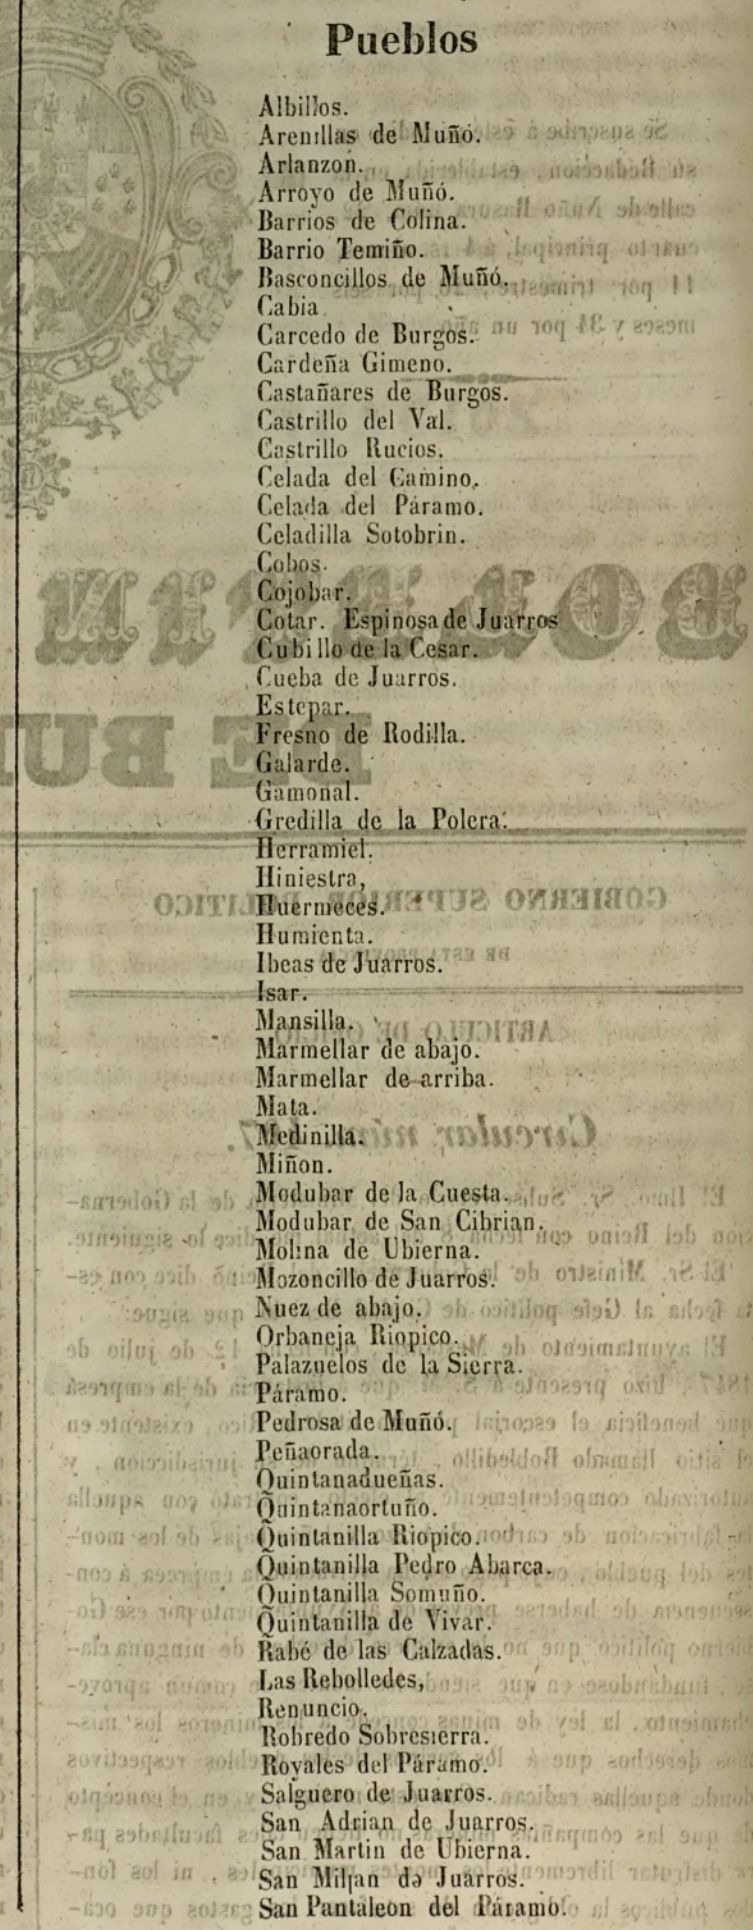 Pueblos
Albillos.
Arenillas de Muñó.
Arlanzon.
Arroyo de Muñó.
Barrios de Colina.
Barrio Temiño.
Basconcillos de Muñó.
Cabia
Carcedo de Burgos.
Cardeña Gimeno.
Castañares de Burgos.
Castrillo del Val.
Castrillo Rucios.
Celada del Camino.
Celada del Páramo.
Celadilla Sotobrin.
Cobos.
Cojobar.
Cotar. Espinosa de Juarros
Cubillo de la Cesar.
Cueba de Juarros.
Estepar.
Fresno de Rodilla.
Galarde.
Gamonal.
Gredilla de la Polera.
Herramiel.
Hiniestra,
Huermeces.
Humienta.
Ibeas de Juarros.
Isar.
Mansilla.
Marmellar de abajo.
Marmellar de arriba.
Mata.
Medinilla.
Miñon.
Modubar de la Cuesta.
Modubar de San Cibrian.
Molina de Ubierna.
Mozoncillo de Juarros.
Nuez de abajo.
Orbaneja Riopico.
Palazuelos de la Sierra.
Páramo.
Pedrosa de Muñó.
Peñaorada.
Quintanadueñas.
Quintanaortuño.
Quintanilla Riopico.
Quintanilla Pedro Abarca.
Quintanilla Somuño.
Quintanilla de Vivar.
Rabé de las Calzadas.
Las Rebolledes,
Renuncio.
Robredo Sobresierra.
Royales del Páramo.
Salguero de Juarros.
San Adrian de Juarros.
San Martin de Ubierna.
San Millan de Juarros.
San Pantaleon del Páramo.